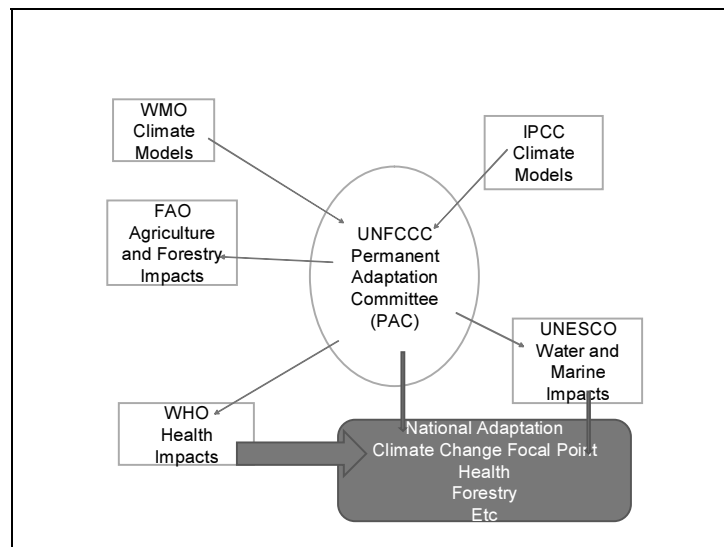 WMO
Climate
Models
IPCC
Climate
Models
FAO
Agriculture
and Forestry
Impacts
UNFCCC
Permanent
Adaptation
Committee
(PAC)
UNESCO
Water and
Marine
Impacts
WHO
Health
Impacts
National Adaptation
Climate Change Focal Point
Health
Forestry
Etc